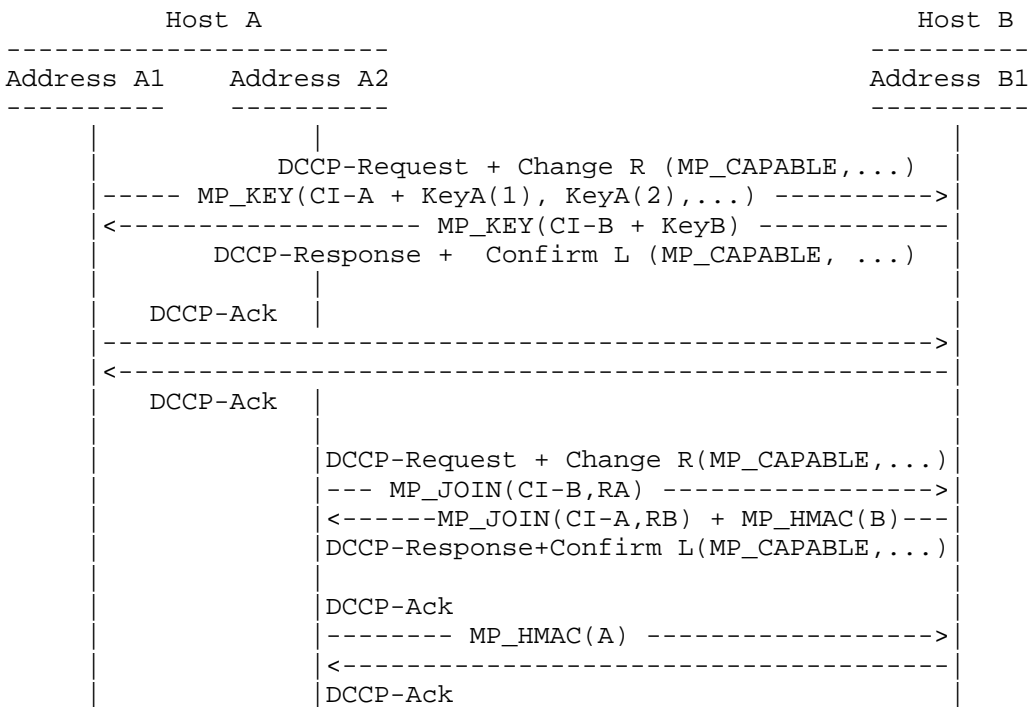 Host A                                         Host B
------------------------                              ----------
Address A1    Address A2                              Address B1
----------    ----------                              ----------
     |             |                                       |
     |           DCCP-Request + Change R (MP_CAPABLE,...)  |
     |----- MP_KEY(CI-A + KeyA(1), KeyA(2),...) ---------->|
     |<------------------- MP_KEY(CI-B + KeyB) ------------|
     |       DCCP-Response +  Confirm L (MP_CAPABLE, ...)  |
     |             |                                       |
     |   DCCP-Ack  |                                       |
     |---------------------------------------------------->|
     |<----------------------------------------------------|
     |   DCCP-Ack  |                                       |
     |             |                                       |
     |             |DCCP-Request + Change R(MP_CAPABLE,...)|
     |             |--- MP_JOIN(CI-B,RA) ----------------->|
     |             |<------MP_JOIN(CI-A,RB) + MP_HMAC(B)---|
     |             |DCCP-Response+Confirm L(MP_CAPABLE,...)|
     |             |                                       |
     |             |DCCP-Ack                               |
     |             |-------- MP_HMAC(A) ------------------>|
     |             |<--------------------------------------|
     |             |DCCP-Ack                               |